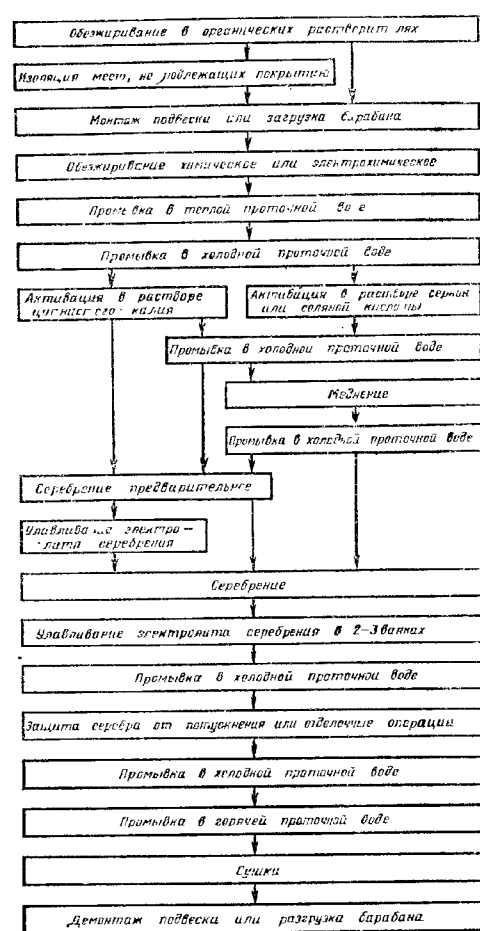 Обезжиривание в органических раств
Изоляция мест, не подлежащих покрытию
Монтаж подвески или загрузка барабана
Обезжиривание химическое или электрохимическое
Промывка в теплой проточной
Промывка в холодной проточной воде
Активация в растворе
цианистого калия
Активация в растворе серной
или соляной кислоты
Промывка в холодной проточной воде
Меднение
Промывка в холодной проточной воде
Серебрение предварительное
Улавливание электро-
лита серебрения
Серебрение
Улавливание электролита серебрения в 2-3 ваннах
Промывка в холодной проточной воде
Защита серебра от потускнения или отделочные операции
Промывка в холодной проточной воде
Промывка в горячей проточной воде
Сушка
Демонтаж подвески или разгрузка барабана